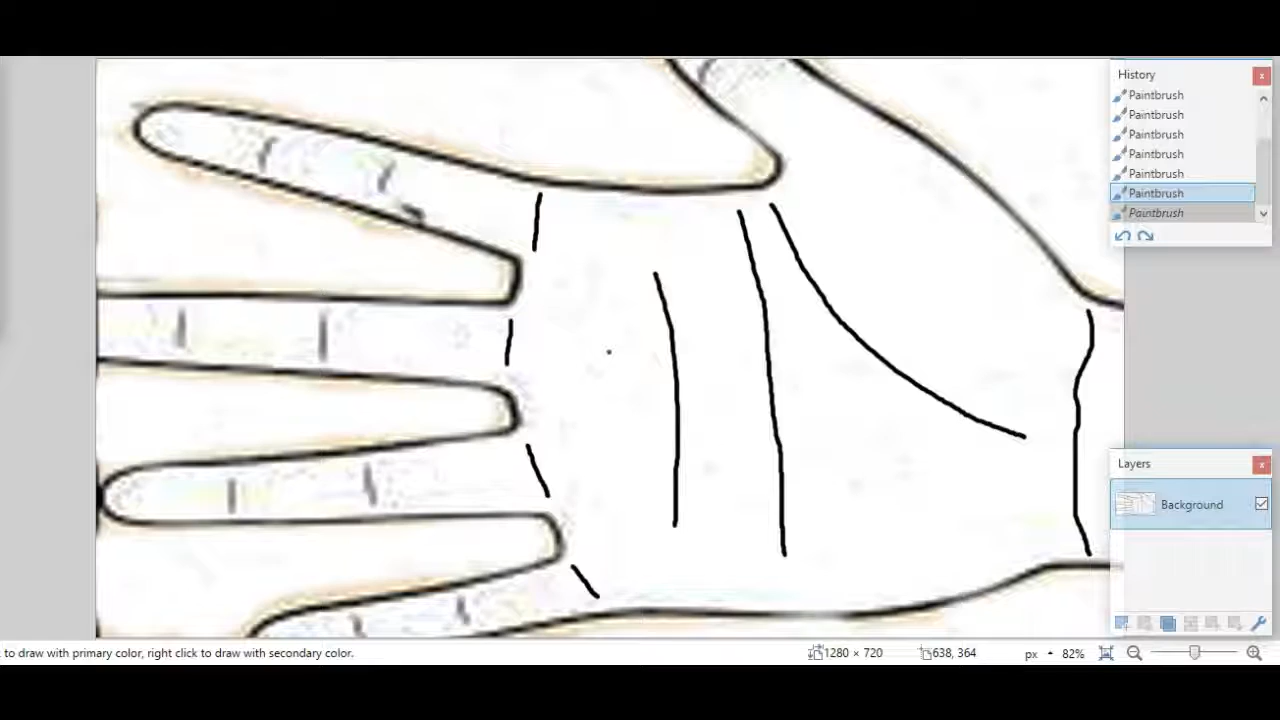 History
Paintbrush
Paintbrush
Paintbrush
Paintbrush
Paintbrush
Paintbrush
Paintbrush
Layers
Background
to draw with primary color, right click to draw with secondary color.
1280 × 720
638, 364
px
82%